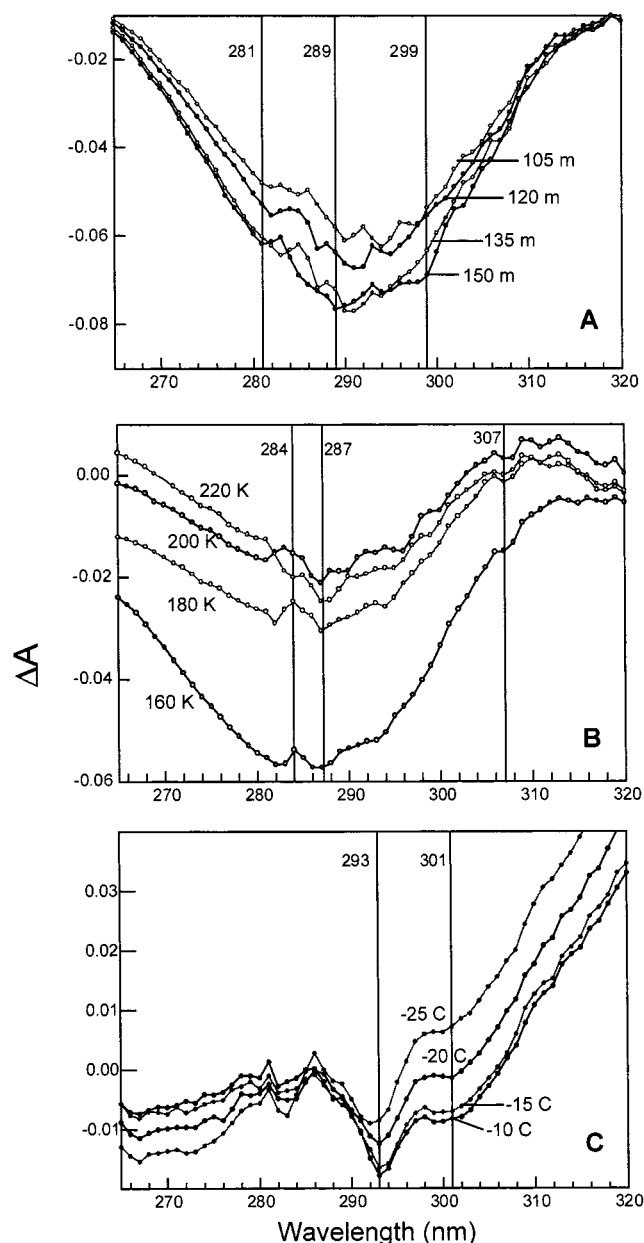 -0.02
-0.04
-0.06
-0.08
281
289
299
105 m
120 m
135 m
150 m
A
270 280 290 300 310 320
0.00
-0.02
-0.04
-0.06
284
287
307
220 K
200 K
180 K
160 K
B
270 280 290 300 310 320
ΔA
0.03
0.02
0.01
0.00
-0.01
293
301
-25 C
-20 C
-15 C
-10 C
C
270 280 290 300 310 320
Wavelength (nm)